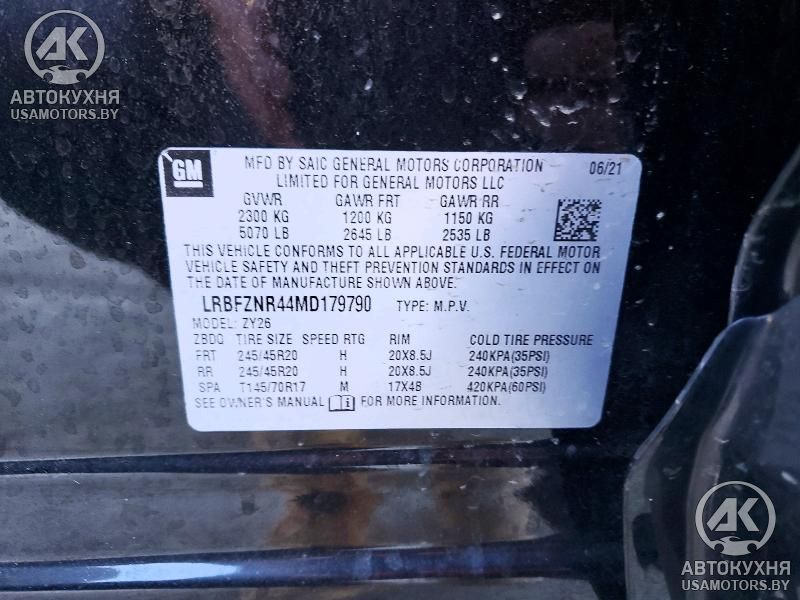 AK
АВТОКУХНЯ
USAMOTORS.BY
GM
MFD BY SAIC GENERAL MOTORS CORPORATION 06/21
LIMITED FOR GENERAL MOTORS LLC
GVWR GAWR FRT GAWR RR
2300 KG 1200 KG 1150 KG
5070 LB 2645 LB 2535 LB
THIS VEHICLE CONFORMS TO ALL APPLICABLE U.S. FEDERAL MOTOR
VEHICLE SAFETY AND THEFT PREVENTION STANDARDS IN EFFECT ON
THE DATE OF MANUFACTURE SHOWN ABOVE.
LRBFZNR44MD179790 TYPE: M.P.V.
MODEL: ZY26
ZBDQ TIRE SIZE SPEED RTG RIM COLD TIRE PRESSURE
FRT 245/45R20 H 20X8.5J 240KPA(35PSI)
RR 245/45R20 H 20X8.5J 240KPA(35PSI)
SPA T145/70R17 M 17X4B 420KPA(60PSI)
SEE OWNER'S MANUAL i FOR MORE INFORMATION.
AK
АВТОКУХНЯ
USAMOTORS.BY